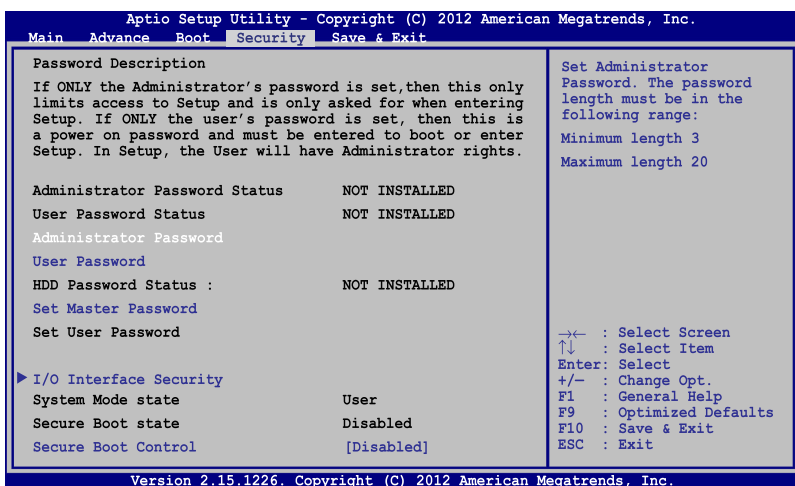 Aptio Setup Utility - Copyright (C) 2012 American Megatrends, Inc.
Main Advance Boot Security Save & Exit
Password Description
If ONLY the Administrator's password is set,then this only
limits access to Setup and is only asked for when entering
Setup. If ONLY the user's password is set, then this is
a power on password and must be entered to boot or enter
Setup. In Setup, the User will have Administrator rights.
Administrator Password Status NOT INSTALLED
User Password Status NOT INSTALLED
Administrator Password
User Password
HDD Password Status : NOT INSTALLED
Set Master Password
Set User Password
I/O Interface Security
System Mode state User
Secure Boot state Disabled
Secure Boot Control [Disabled]
Set Administrator
Password. The password
length must be in the
following range:
Minimum length 3
Maximum length 20
→← : Select Screen
↑↓ : Select Item
Enter: Select
+/— : Change Opt.
F1 : General Help
F9 : Optimized Defaults
F10 : Save & Exit
ESC : Exit
Version 2.15.1226. Copyright (C) 2012 American Megatrends, Inc.